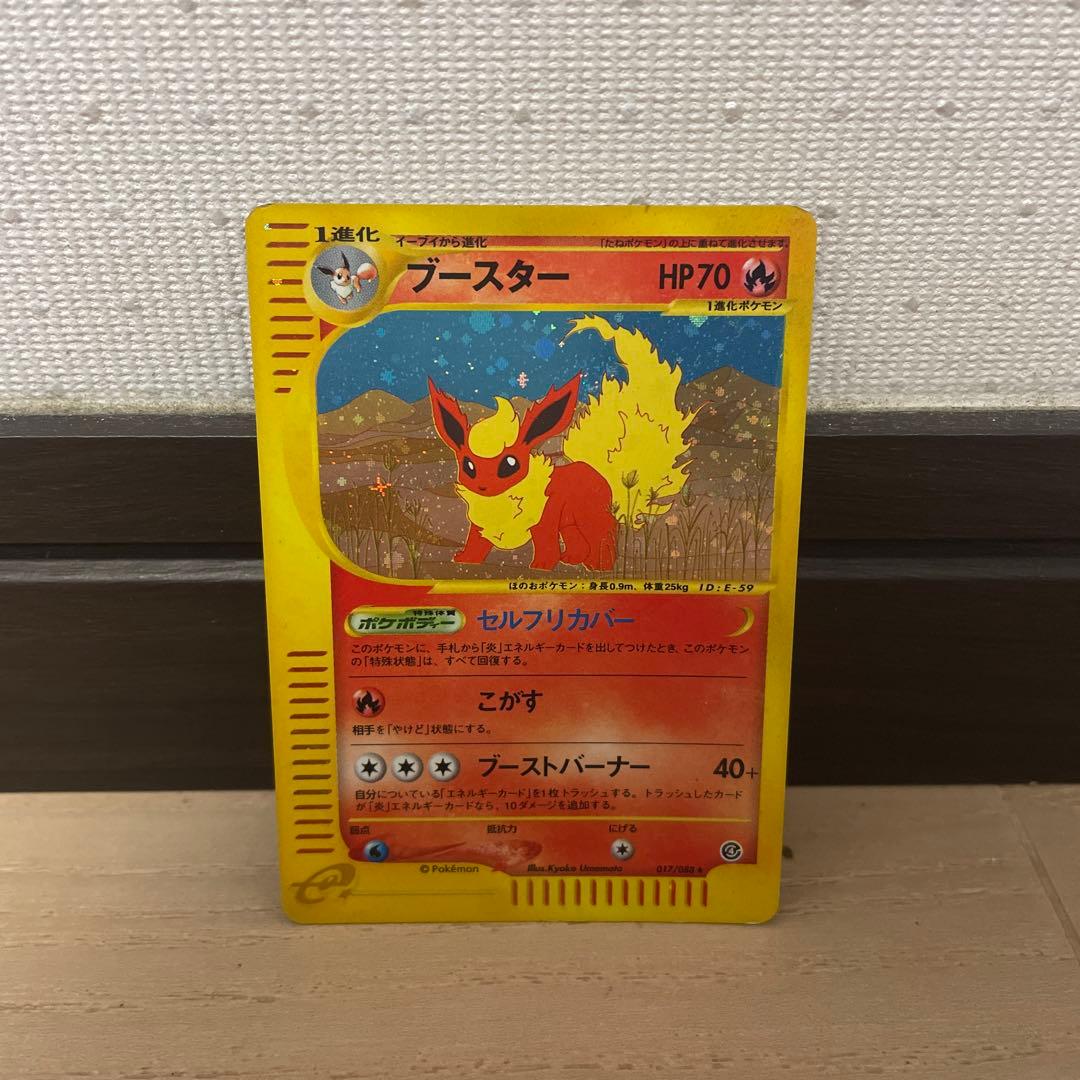 1進化
イーブイから進化
「たねポケモン」の上に重ねて進化させます。
ブースター
HP70
1進化ポケモン
ほのおポケモン：身長0.9m、体重25kg ID:E-59
特殊体質
ポケボディー
セルフリカバー
このポケモンに、手札から「炎」エネルギーカードを出してつけたとき、このポケモン
の「特殊状態」は、すべて回復する。
こがす
相手を「やけど」状態にする。
ブーストバーナー
40+
自分についている「エネルギーカード」を1枚トラッシュする。トラッシュしたカード
が「炎」エネルギーカードなら、10ダメージを追加する。
弱点
抵抗力
にげる
©Pokémon
Illus.Kyoko Umemoto
017/088★